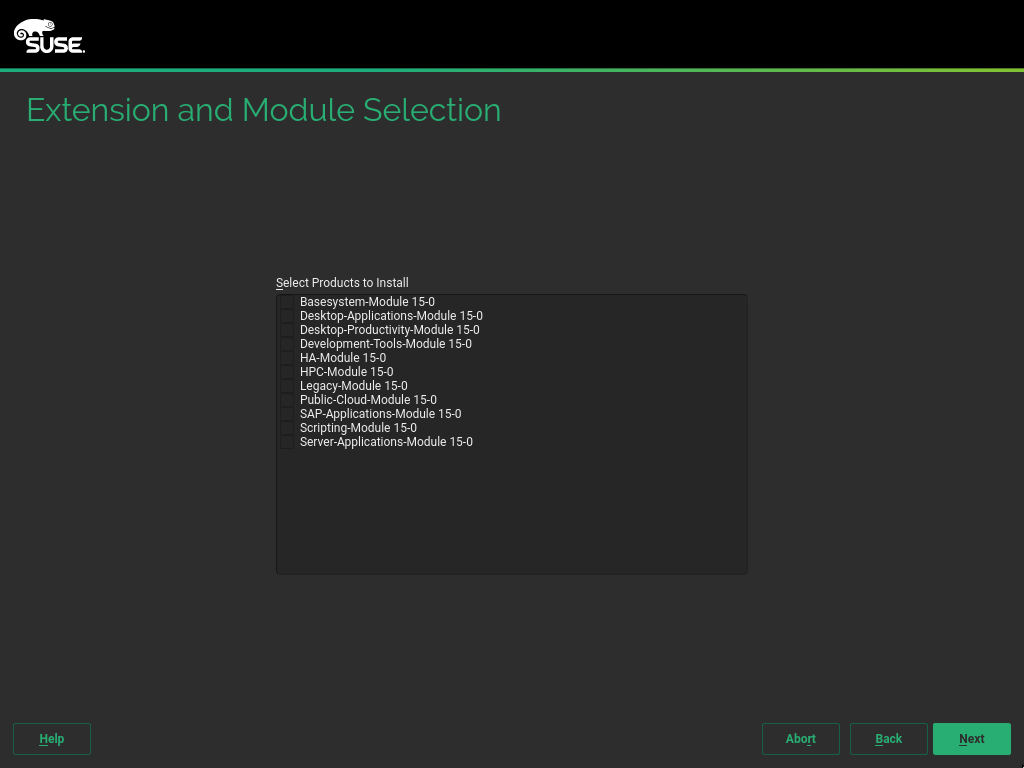 SUSE.
Extension and Module Selection
Select Products to Install
Basesystem-Module 15-0
Desktop-Applications-Module 15-0
Desktop-Productivity-Module 15-0
Development-Tools-Module 15-0
HA-Module 15-0
HPC-Module 15-0
Legacy-Module 15-0
Public-Cloud-Module 15-0
SAP-Applications-Module 15-0
Scripting-Module 15-0
Server-Applications-Module 15-0
Help Abort Back Next